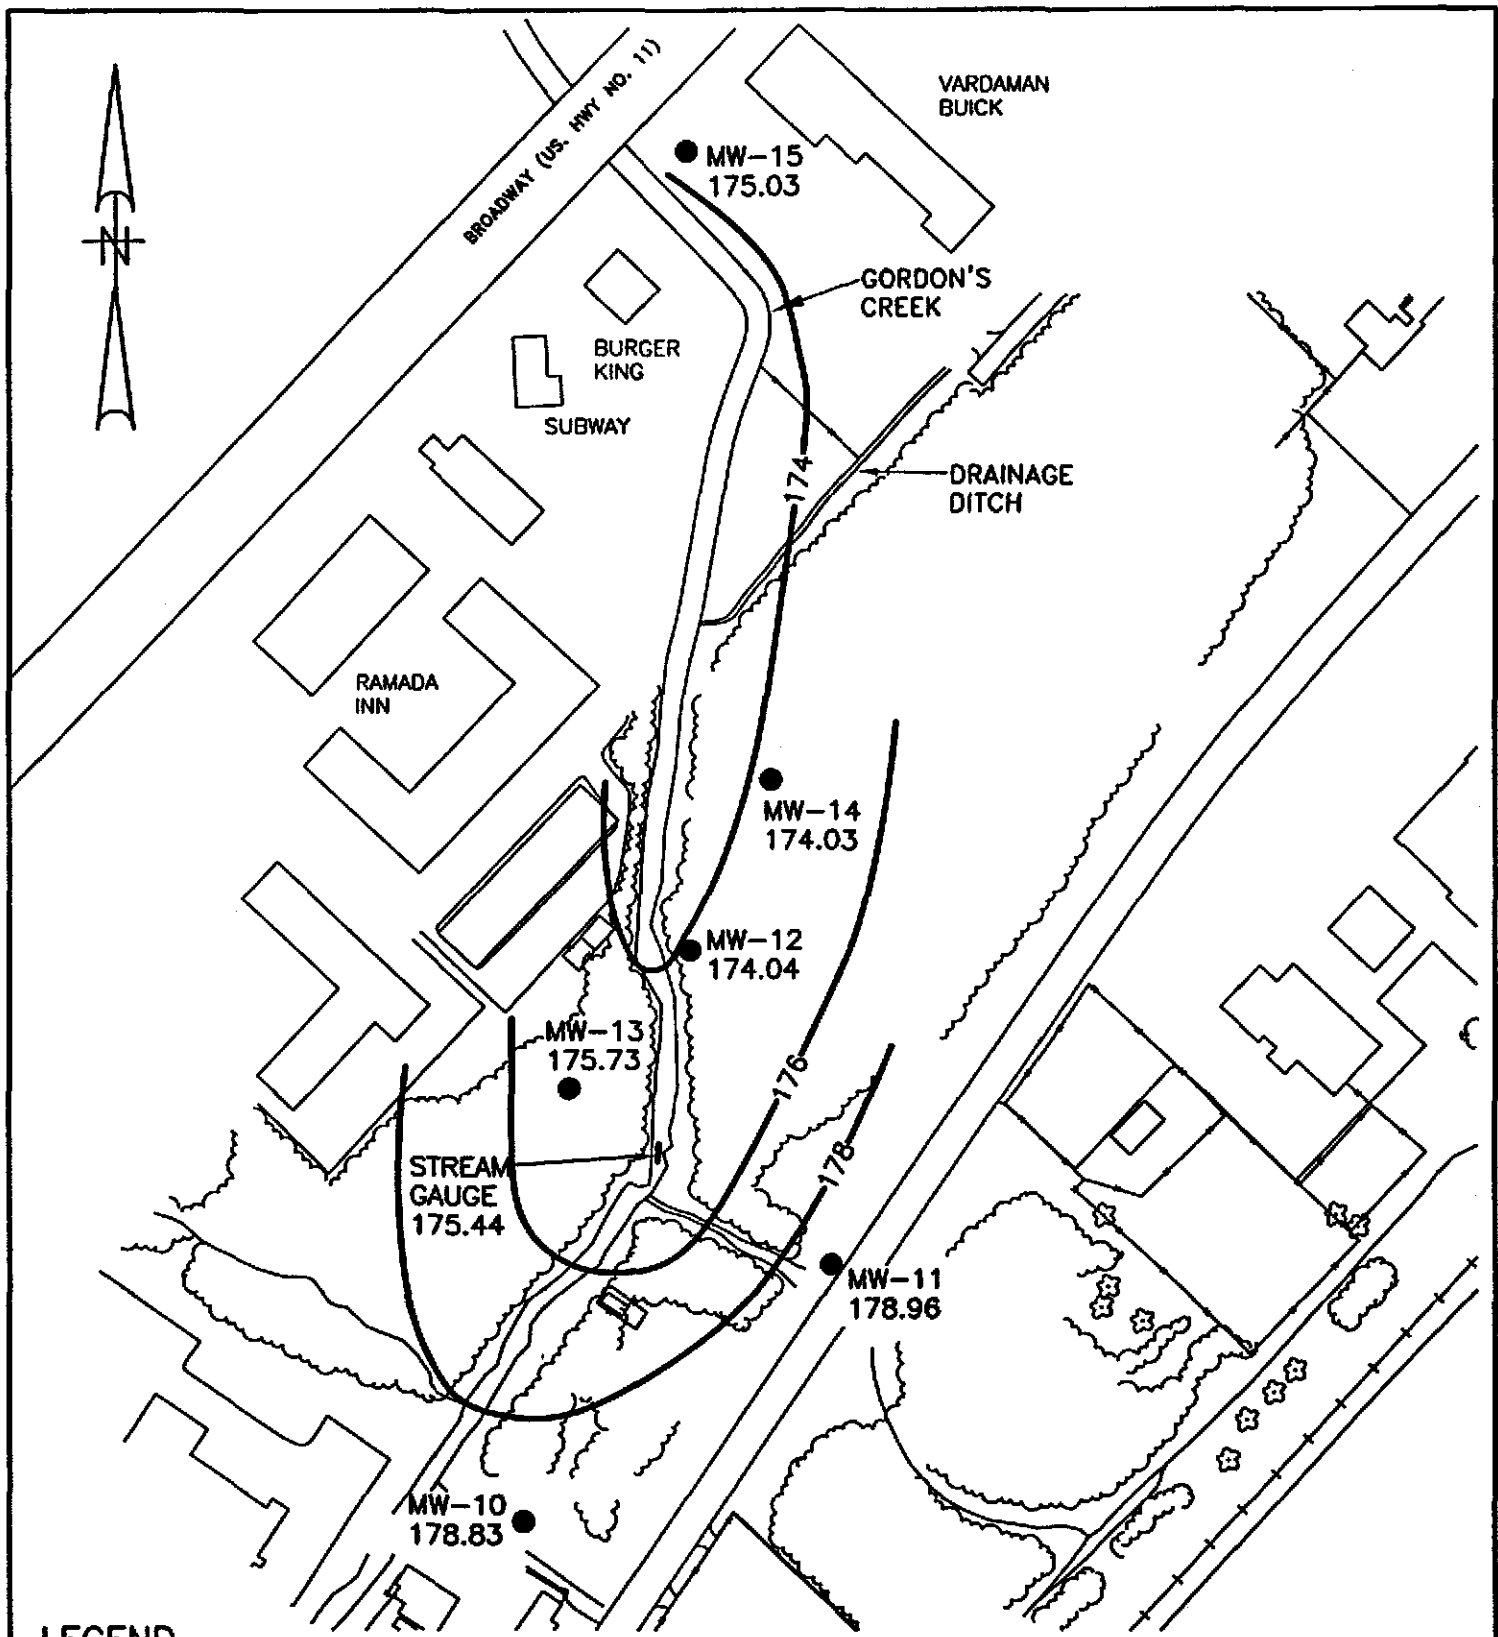 VARDAMAN
BUICK
BROADWAY (US. HWY NO. 11)
MW-15
175.03
N
GORDON'S
CREEK
BURGER
KING
SUBWAY
174
DRAINAGE
DITCH
RAMADA
INN
MW-14
174.03
MW-12
174.04
MW-13
175.73
176
178
STREAM
GAUGE
175.44
MW-11
178.96
MW-10
178.83
LEGEND